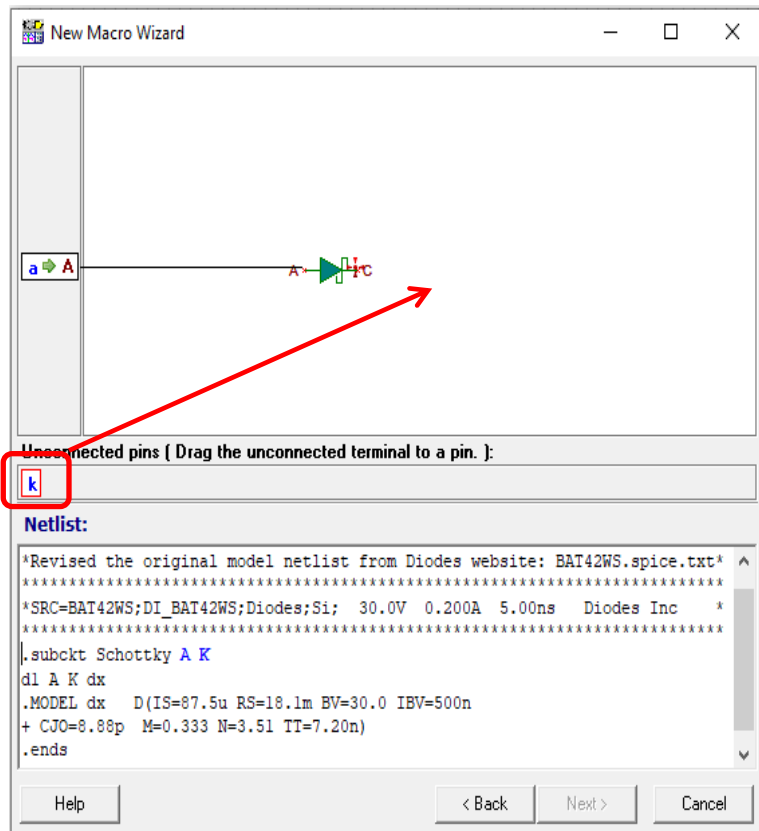 New Macro Wizard
a A
A C
Unconnected pins ( Drag the unconnected terminal to a pin. ):
k
Netlist:
*Revised the original model netlist from Diodes website: BAT42WS.spice.txt*
***************************************************************************
*SRC=BAT42WS;DI_BAT42WS;Diodes;Si;  30.0V  0.200A  5.00ns   Diodes Inc    *
***************************************************************************
.subckt Schottky A K
d1 A K dx
.MODEL dx   D(IS=87.5u RS=18.1m BV=30.0 IBV=500n
+ CJO=8.88p  M=0.333 N=3.51 TT=7.20n)
.ends
Help < Back Next > Cancel